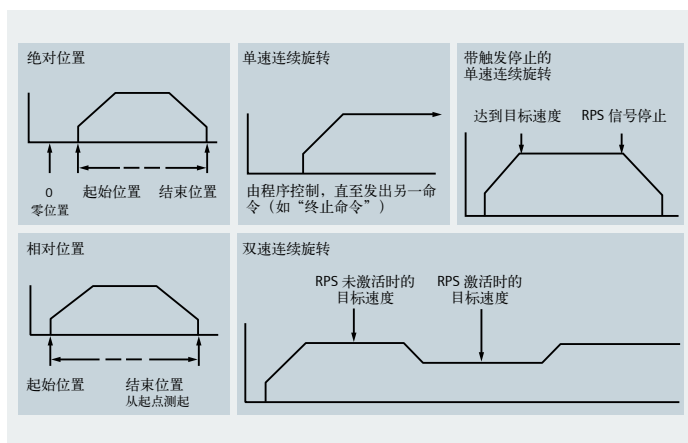 绝对位置
0
零位置
起始位置
结束位置
单速连续旋转
由程序控制，直至发出另一命
令（如“终止命令”）
带触发停止的
单速连续旋转
达到目标速度
RPS 信号停止
相对位置
起始位置
结束位置
从起点测起
双速连续旋转
RPS 未激活时的
目标速度
RPS 激活时的
目标速度